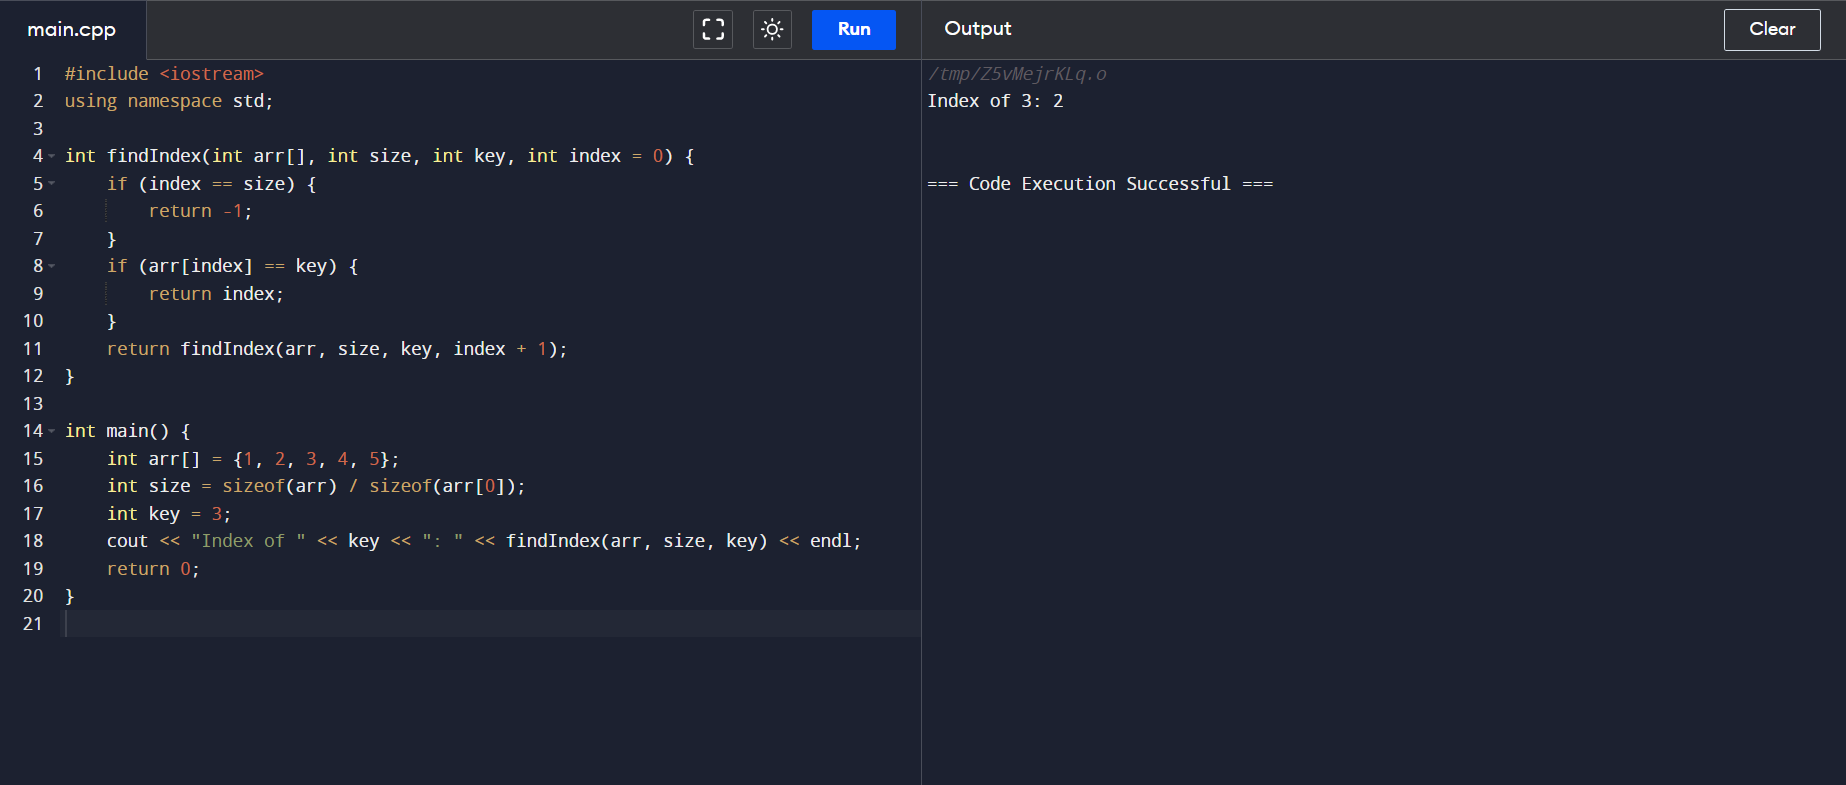 main.cpp
Run
1 #include <iostream>
2 using namespace std;
3
4 int findIndex(int arr[], int size, int key, int index = 0) {
5     if (index == size) {
6         return -1;
7     }
8     if (arr[index] == key) {
9         return index;
10     }
11     return findIndex(arr, size, key, index + 1);
12 }
13
14 int main() {
15     int arr[] = {1, 2, 3, 4, 5};
16     int size = sizeof(arr) / sizeof(arr[0]);
17     int key = 3;
18     cout << "Index of " << key << ": " << findIndex(arr, size, key) << endl;
19     return 0;
20 }
21
Output
Clear
/tmp/Z5vMejrKLq.o
Index of 3: 2
=== Code Execution Successful ===